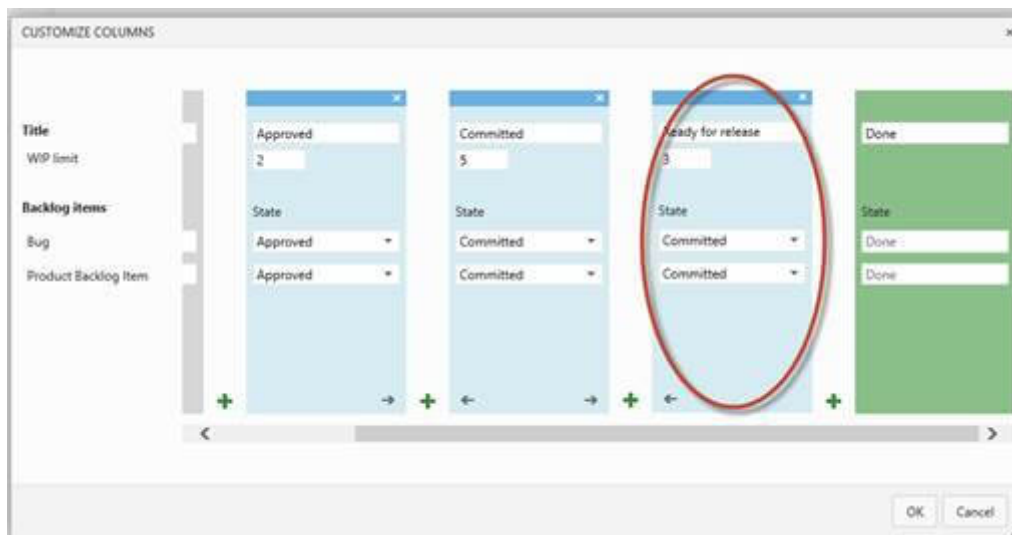 CUSTOMIZE COLUMNS
Title
Approved
Committed
Ready for release
Done
WIP limit
2
5
3
Backlog items
State
State
State
State
Bug
Approved
Committed
Committed
Done
Product Backlog Item
Approved
Committed
Committed
Done
OK
Cancel